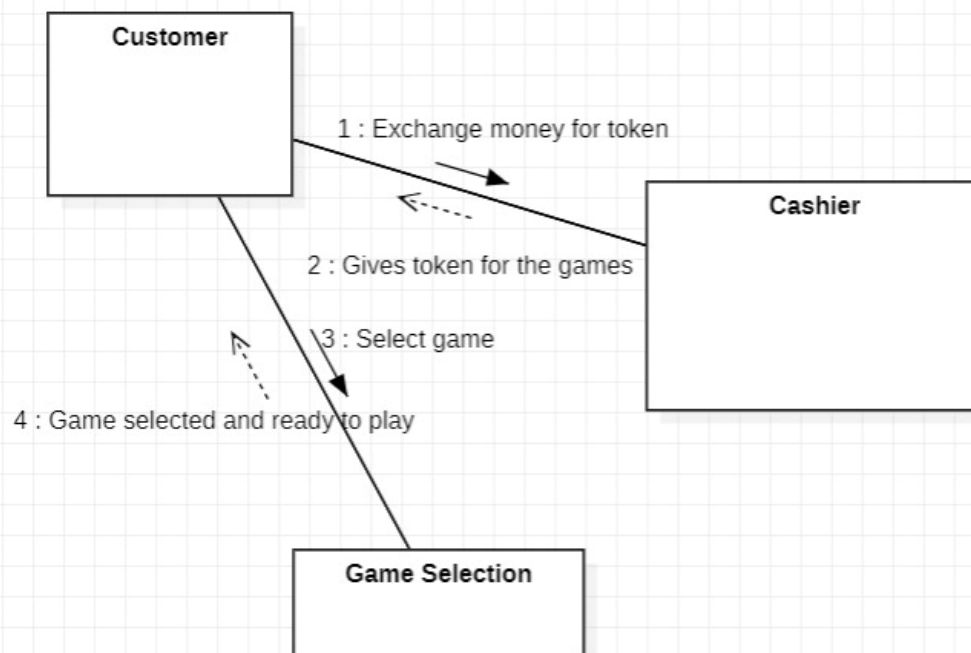 Customer
1 : Exchange money for token
Cashier
2 : Gives token for the games
3 : Select game
4 : Game selected and ready to play
Game Selection